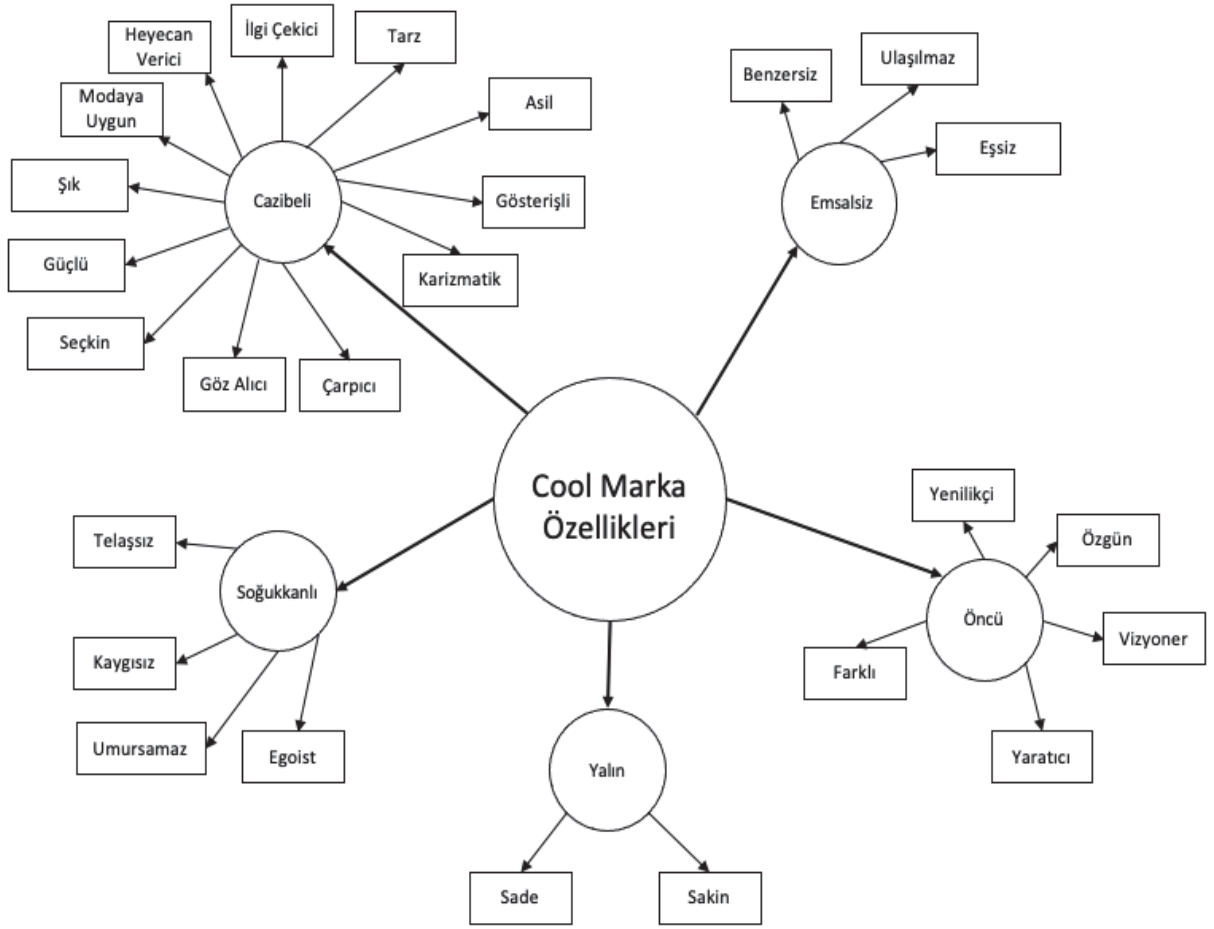 İlgi Çekici
Heyecan
Verici
Tarz
Modaya
Uygun
Asil
Şık
Cazibeli
Gösterişli
Güçlü
Karizmatik
Seçkin
Göz Alıcı
Çarpıcı
Benzersiz
Ulaşılmaz
Eşsiz
Emsalsiz
Cool Marka
Özellikleri
Yenilikçi
Özgün
Öncü
Vizyoner
Farklı
Yaratıcı
Telaşsız
Soğukkanlı
Kaygısız
Umursamaz
Egoist
Yalın
Sade
Sakin